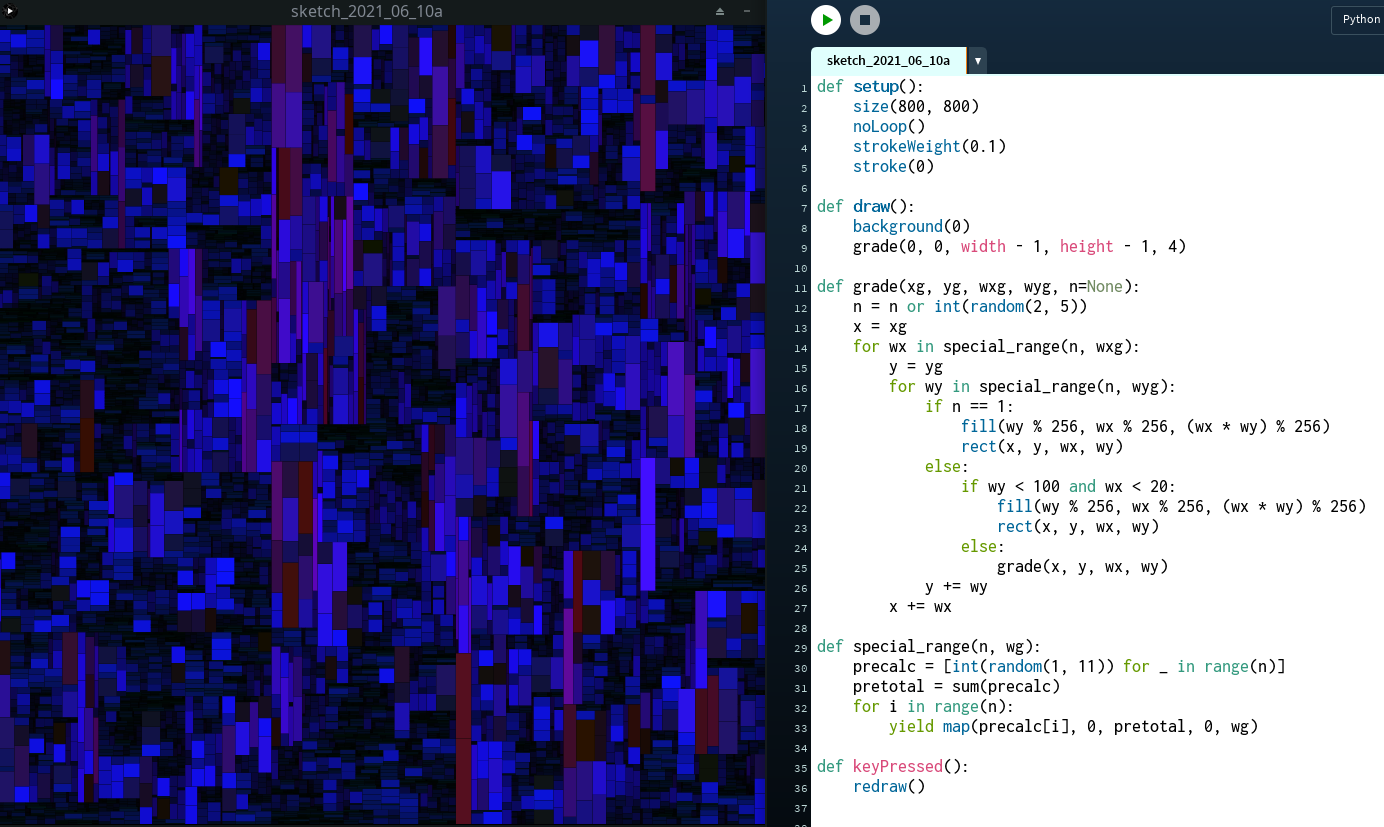 sketch_2021_06_10a
Python
sketch_2021_06_10a
1 def setup():
2     size(800, 800)
3     noLoop()
4     strokeWeight(0.1)
5     stroke(0)
6
7 def draw():
8     background(0)
9     grade(0, 0, width - 1, height - 1, 4)
10
11 def grade(xg, yg, wxg, wyg, n=None):
12     n = n or int(random(2, 5))
13     x = xg
14     for wx in special_range(n, wxg):
15         y = yg
16         for wy in special_range(n, wyg):
17             if n == 1:
18                 fill(wy % 256, wx % 256, (wx * wy) % 256)
19                 rect(x, y, wx, wy)
20             else:
21                 if wy < 100 and wx < 20:
22                     fill(wy % 256, wx % 256, (wx * wy) % 256)
23                     rect(x, y, wx, wy)
24                 else:
25                     grade(x, y, wx, wy)
26             y += wy
27         x += wx
28
29 def special_range(n, wg):
30     precalc = [int(random(1, 11)) for _ in range(n)]
31     pretotal = sum(precalc)
32     for i in range(n):
33         yield map(precalc[i], 0, pretotal, 0, wg)
34
35 def keyPressed():
36     redraw()
37